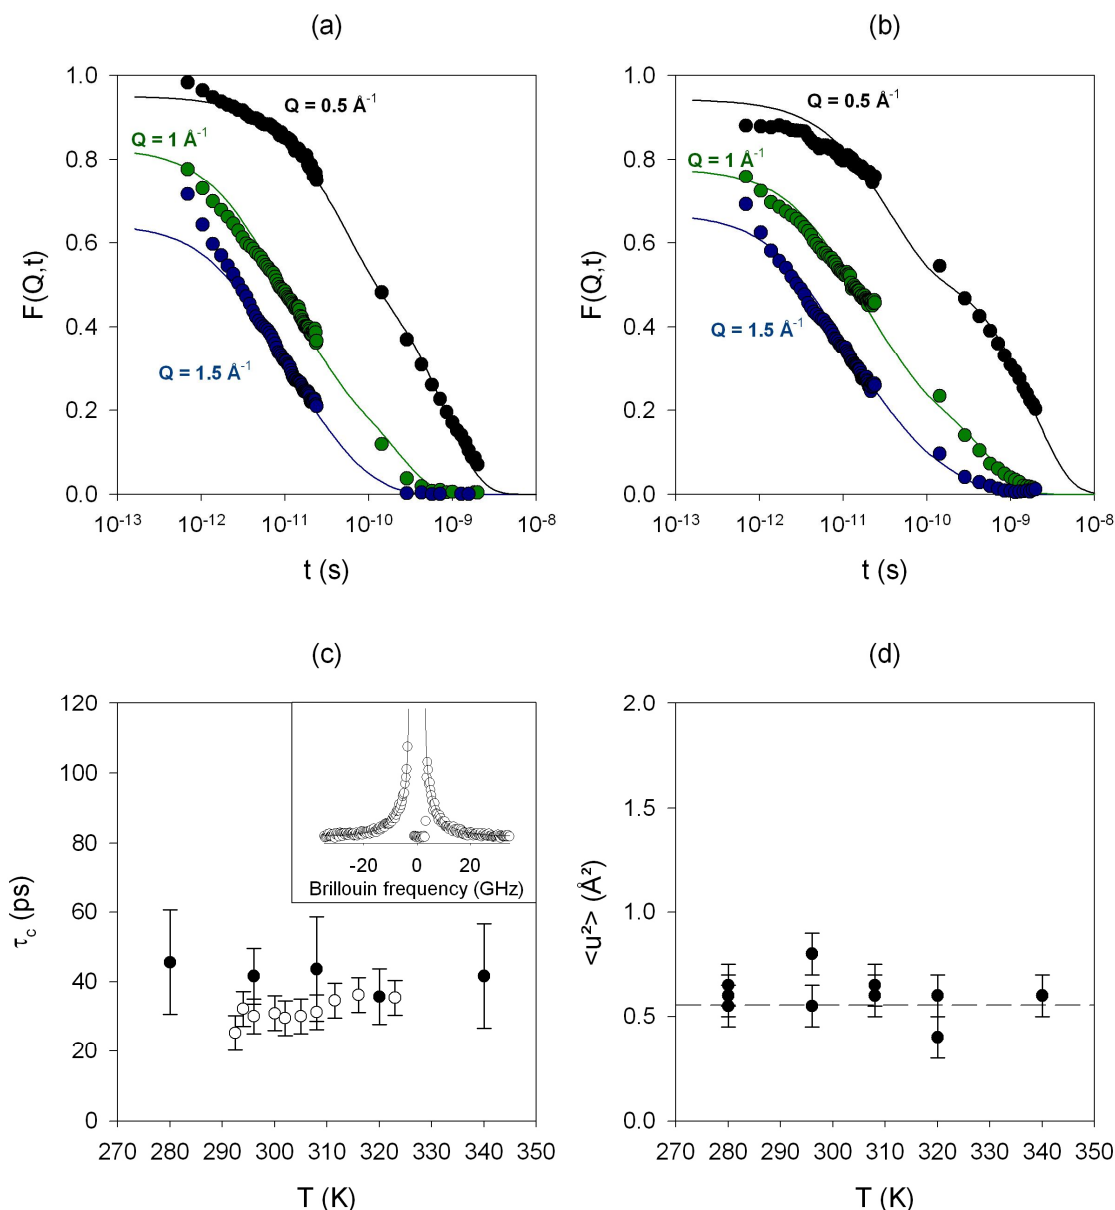 (a)
(b)
F(Q,t)
1.0
0.8
0.6
0.4
0.2
0.0
Q = 0.5 Å⁻¹
Q = 1 Å⁻¹
Q = 1.5 Å⁻¹
10⁻¹³ 10⁻¹² 10⁻¹¹ 10⁻¹⁰ 10⁻⁹ 10⁻⁸
t (s)
F(Q,t)
1.0
0.8
0.6
0.4
0.2
0.0
Q = 0.5 Å⁻¹
Q = 1 Å⁻¹
Q = 1.5 Å⁻¹
10⁻¹³ 10⁻¹² 10⁻¹¹ 10⁻¹⁰ 10⁻⁹ 10⁻⁸
t (s)
(c)
(d)
τc (ps)
120
100
80
60
40
20
0
-20 0 20
Brillouin frequency (GHz)
270 280 290 300 310 320 330 340 350
T (K)
<u²> (Å²)
2.0
1.5
1.0
0.5
0.0
270 280 290 300 310 320 330 340 350
T (K)